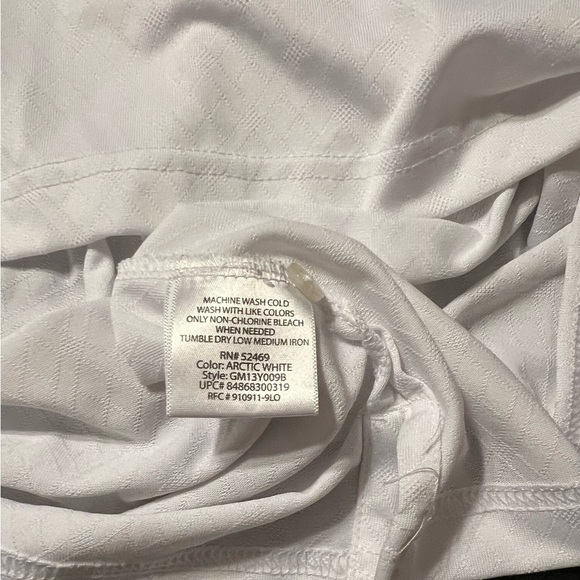 MACHINE WASH COLD
WASH WITH LIKE COLORS
ONLY NON-CHLORINE BLEACH
WHEN NEEDED
TUMBLE DRY LOW MEDIUM IRON
RN# 52469
Color: ARCTIC WHITE
Style: GM13Y009B
UPC# 84868300319
RFC # 910911-9LO